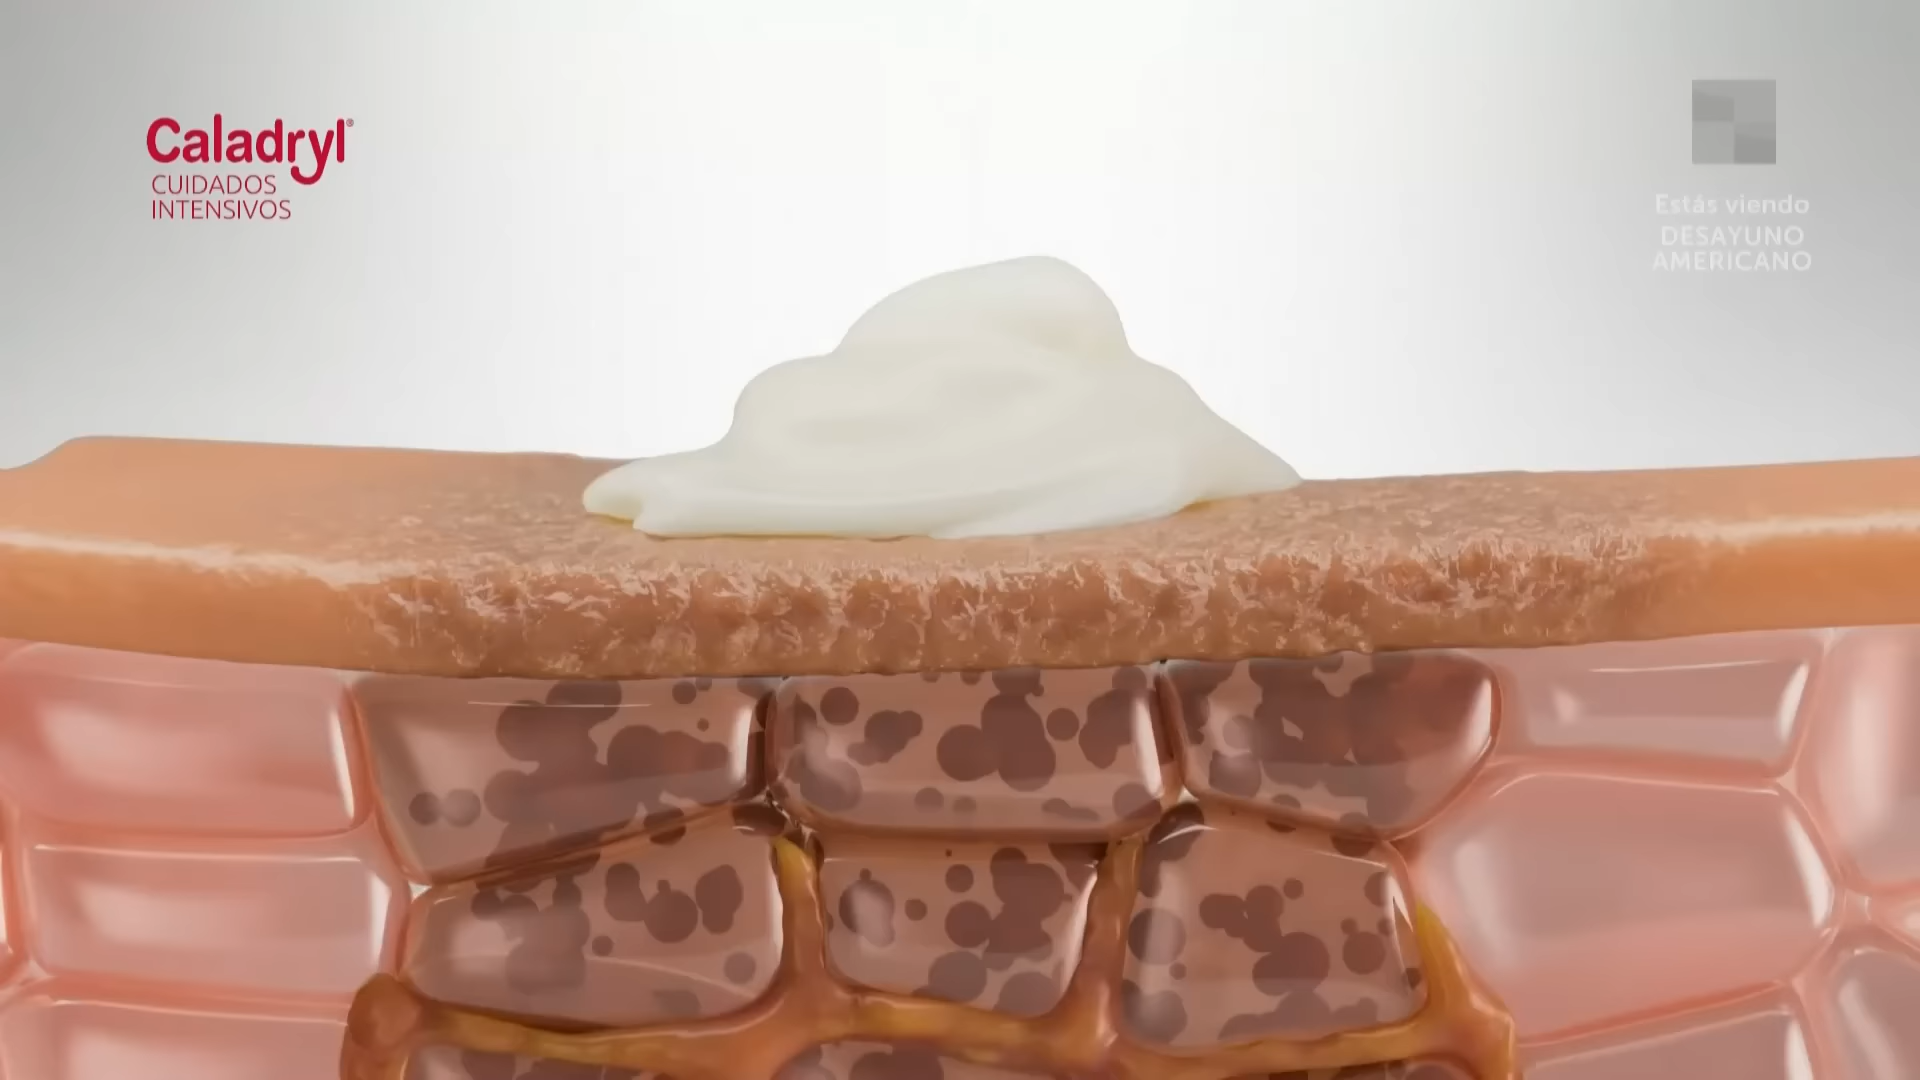 Caladryl®
CUIDADOS
INTENSIVOS
Estás viendo
DESAYUNO
AMERICANO